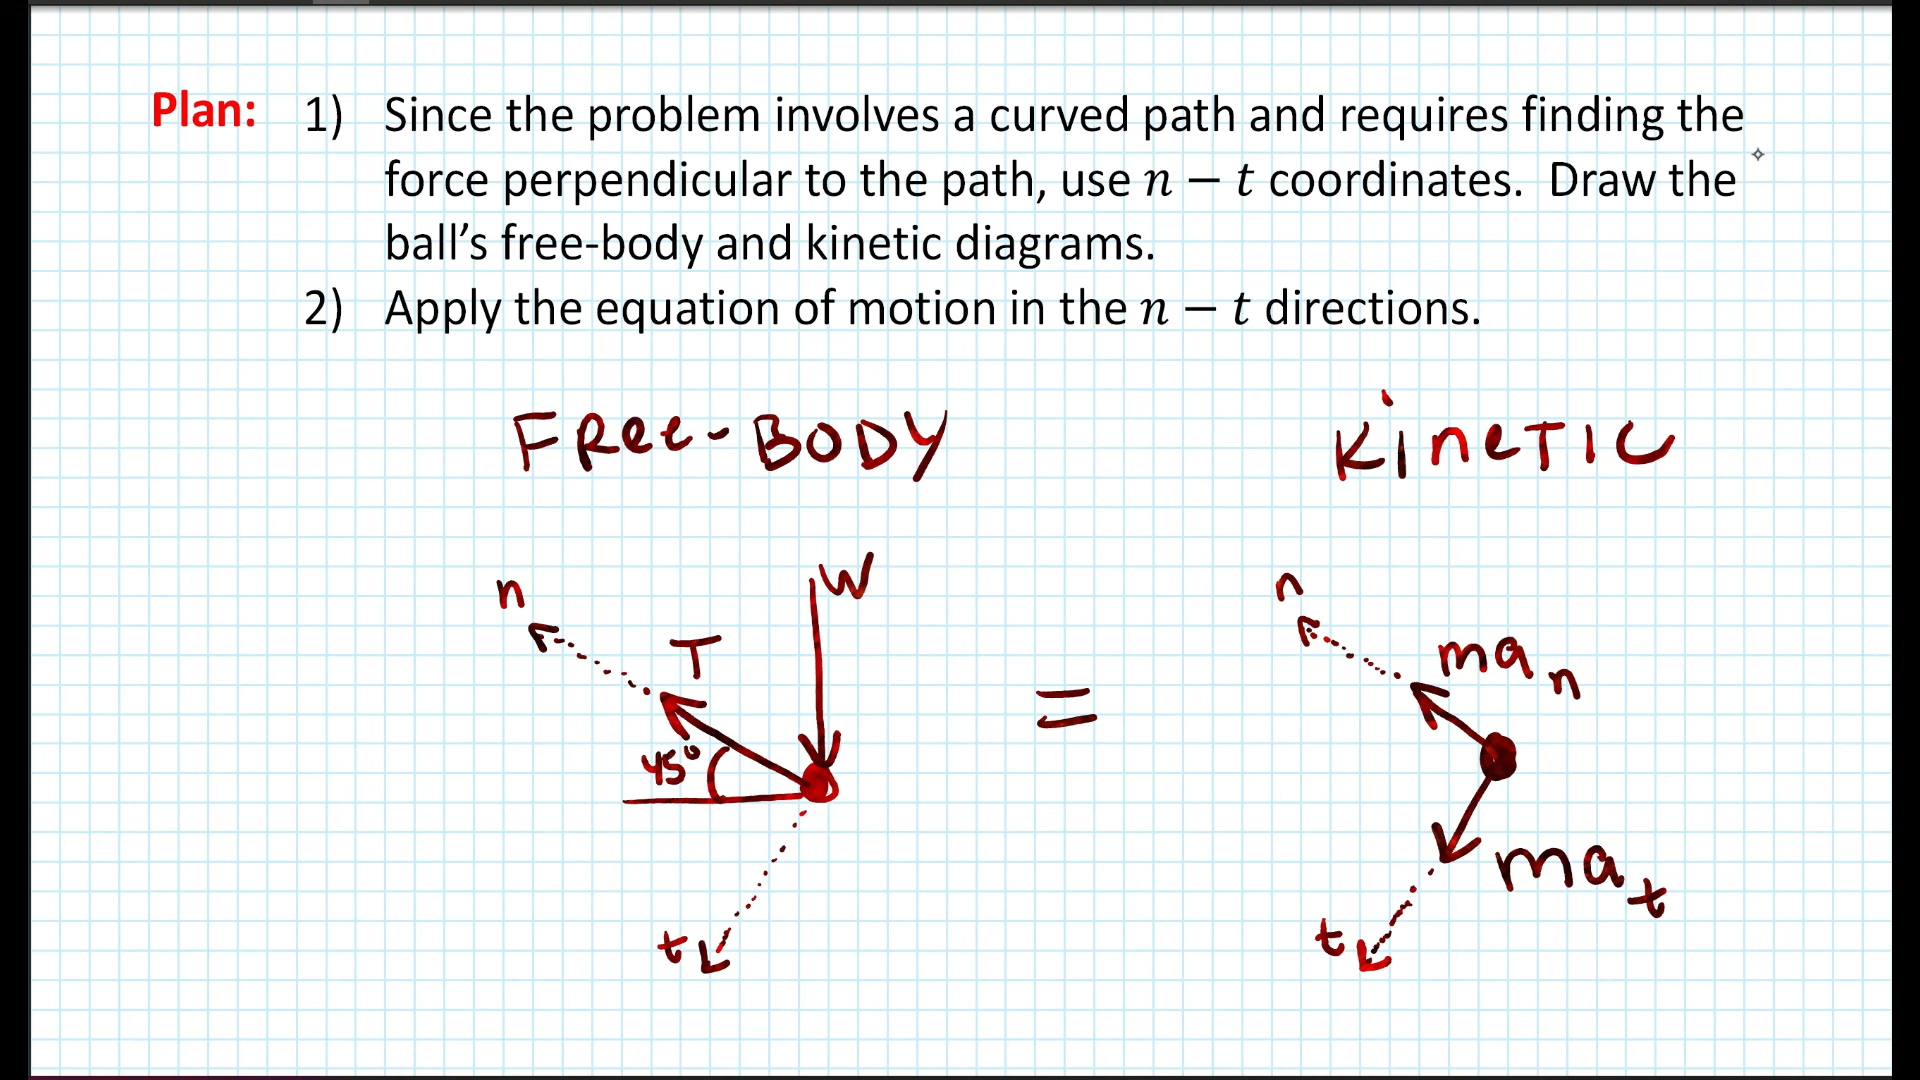 Plan: 1) Since the problem involves a curved path and requires finding the
force perpendicular to the path, use n − t coordinates. Draw the
ball’s free-body and kinetic diagrams.
2) Apply the equation of motion in the n − t directions.
FRee-BODY
KineTIC
n
T
W
45°
t
=
n
ma n
ma t
t